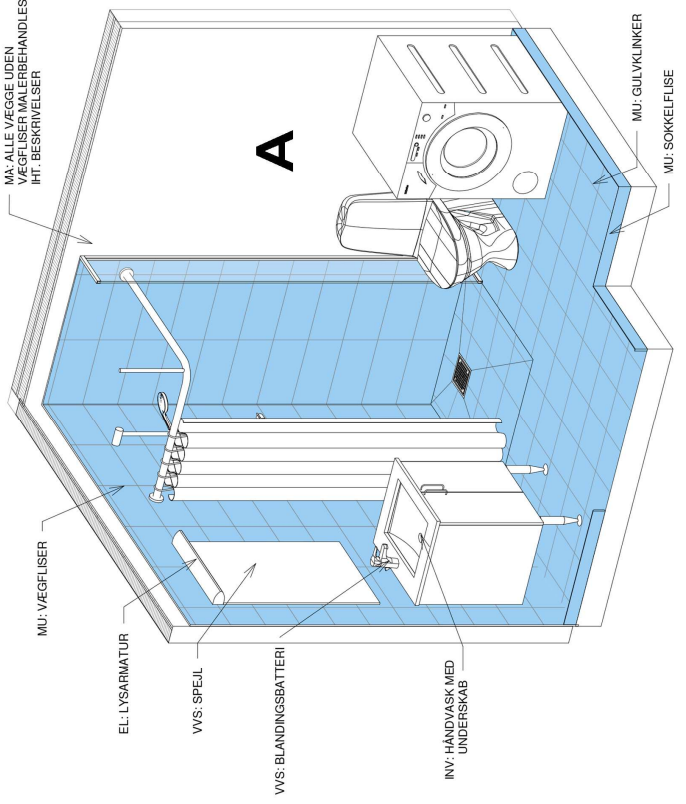 MA: ALLE VÆGGE UDEN
VÆGFLISER MALERBEHANDLES
IHT. BESKRIVELSER
A
MU: VÆGFLISER
EL: LYSARMATUR
VVS: SPEJL
VVS: BLANDINGSBATTERI
INV: HÅNDVASK MED
UNDERSKAB
MU: GULVKLINKER
MU: SOKKELFLISE